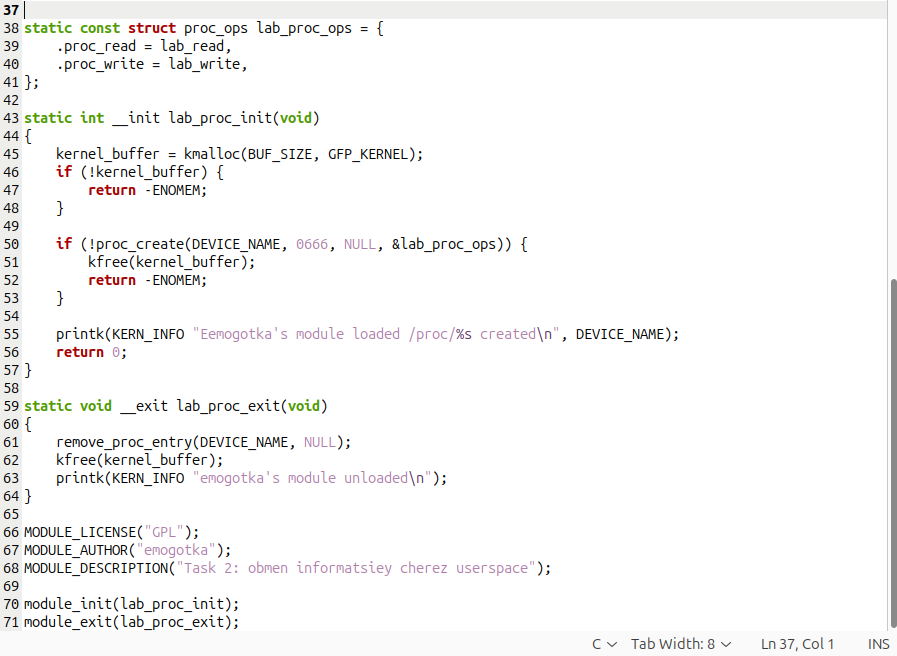 37
38 static const struct proc_ops lab_proc_ops = {
39     .proc_read = lab_read,
40     .proc_write = lab_write,
41 };
42
43 static int __init lab_proc_init(void)
44 {
45     kernel_buffer = kmalloc(BUF_SIZE, GFP_KERNEL);
46     if (!kernel_buffer) {
47         return -ENOMEM;
48     }
49
50     if (!proc_create(DEVICE_NAME, 0666, NULL, &lab_proc_ops)) {
51         kfree(kernel_buffer);
52         return -ENOMEM;
53     }
54
55     printk(KERN_INFO "Eemogotka's module loaded /proc/%s created\n", DEVICE_NAME);
56     return 0;
57 }
58
59 static void __exit lab_proc_exit(void)
60 {
61     remove_proc_entry(DEVICE_NAME, NULL);
62     kfree(kernel_buffer);
63     printk(KERN_INFO "emogotka's module unloaded\n");
64 }
65
66 MODULE_LICENSE("GPL");
67 MODULE_AUTHOR("emogotka");
68 MODULE_DESCRIPTION("Task 2: obmen informatsiey cherez userspace");
69
70 module_init(lab_proc_init);
71 module_exit(lab_proc_exit);
C Tab Width: 8 Ln 37, Col 1 INS